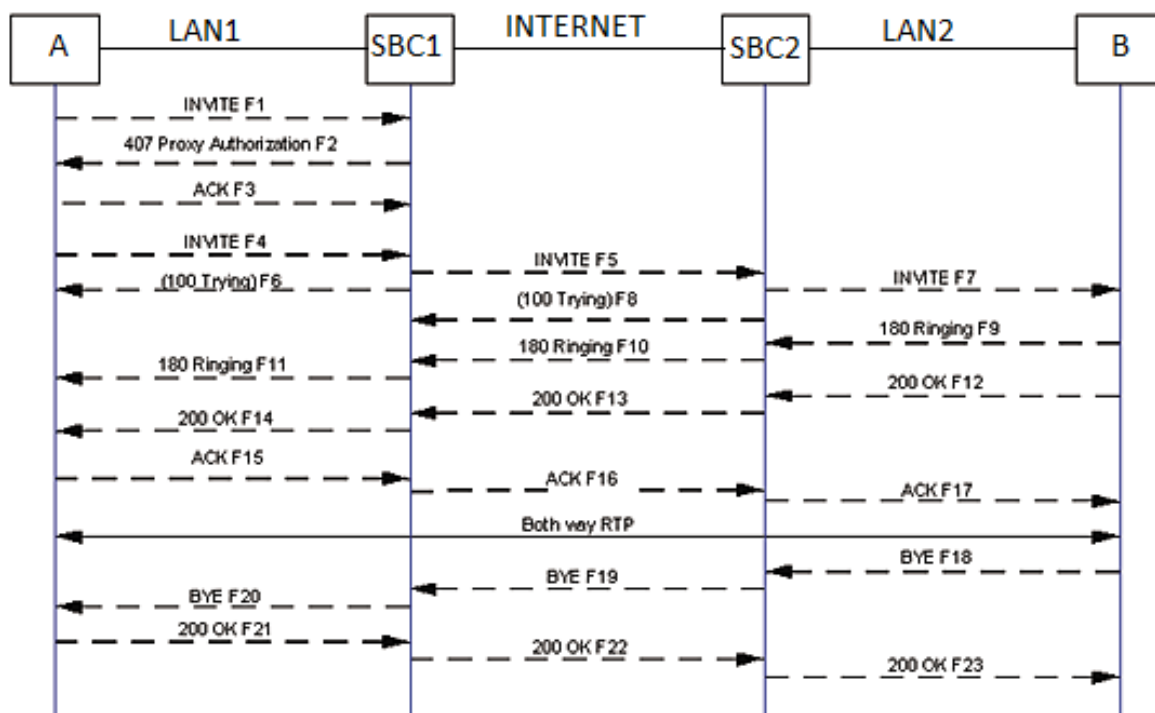 A
LAN1
SBC1
INTERNET
SBC2
LAN2
B
INVITE F1
407 Proxy Authorization F2
ACK F3
INVITE F4
INVITE F5
(100 Trying) F6
INVITE F7
(100 Trying) F8
180 Ringing F9
180 Ringing F10
180 Ringing F11
200 OK F12
200 OK F13
200 OK F14
ACK F15
ACK F16
ACK F17
Both way RTP
BYE F18
BYE F19
BYE F20
200 OK F21
200 OK F22
200 OK F23